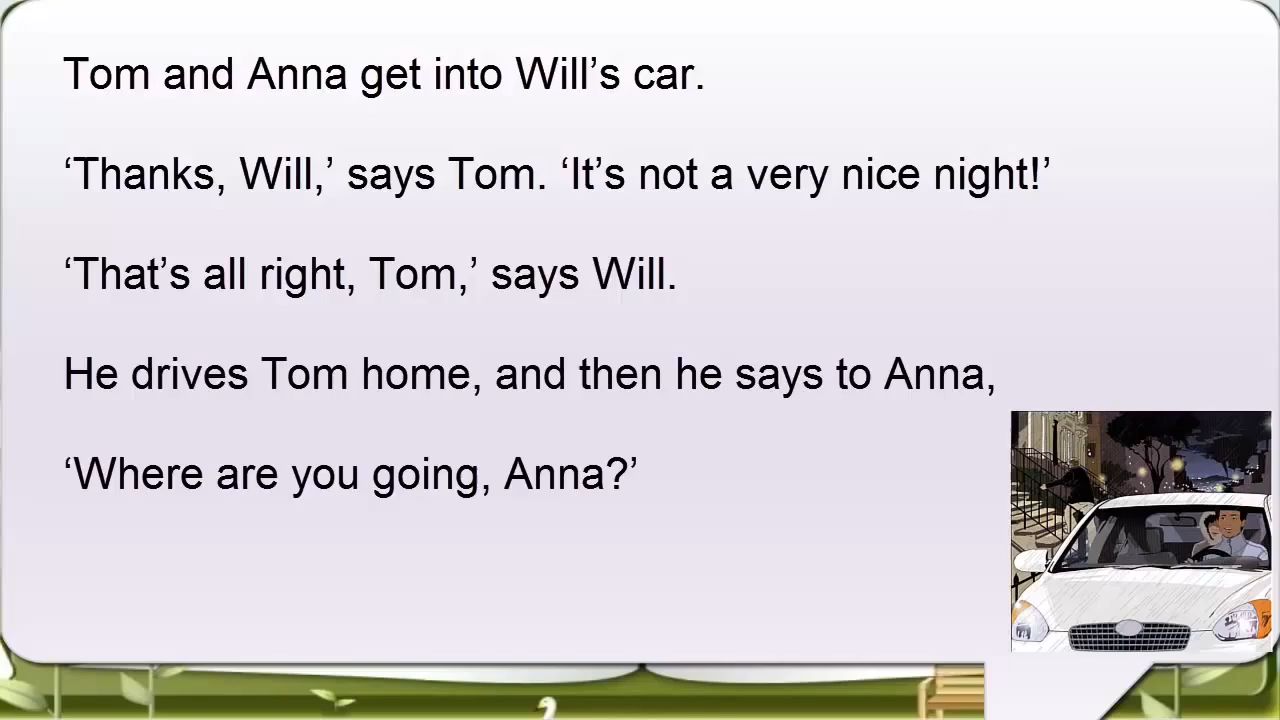 Tom and Anna get into Will’s car.
‘Thanks, Will,’ says Tom. ‘It’s not a very nice night!’
‘That’s all right, Tom,’ says Will.
He drives Tom home, and then he says to Anna,
‘Where are you going, Anna?’